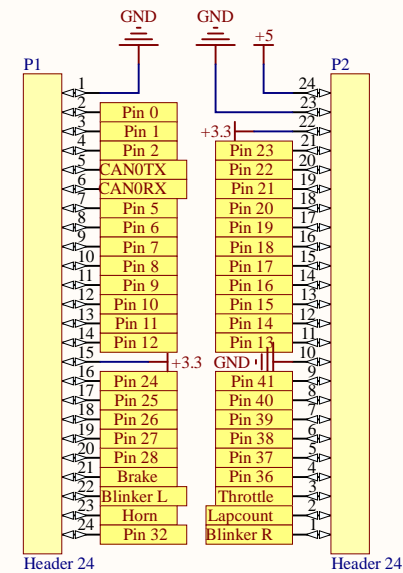 GND
GND
+5
P1
P2
1
24
23
2
Pin 0
3
Pin 1
+3.3
22
4
Pin 2
Pin 23
21
5
CAN0TX
Pin 22
20
6
CAN0RX
Pin 21
19
7
Pin 5
Pin 20
18
8
Pin 6
Pin 19
17
9
Pin 7
Pin 18
16
10
Pin 8
Pin 17
15
11
Pin 9
Pin 16
14
12
Pin 10
Pin 15
13
13
Pin 11
Pin 14
12
14
Pin 12
Pin 13
11
15
+3.3
GND
10
16
Pin 24
Pin 41
9
17
Pin 25
Pin 40
8
18
Pin 26
Pin 39
7
19
Pin 27
Pin 38
6
20
Pin 28
Pin 37
5
21
Brake
Pin 36
4
22
Blinker L
Throttle
3
23
Horn
Lapcount
2
24
Pin 32
Blinker R
1
Header 24
Header 24